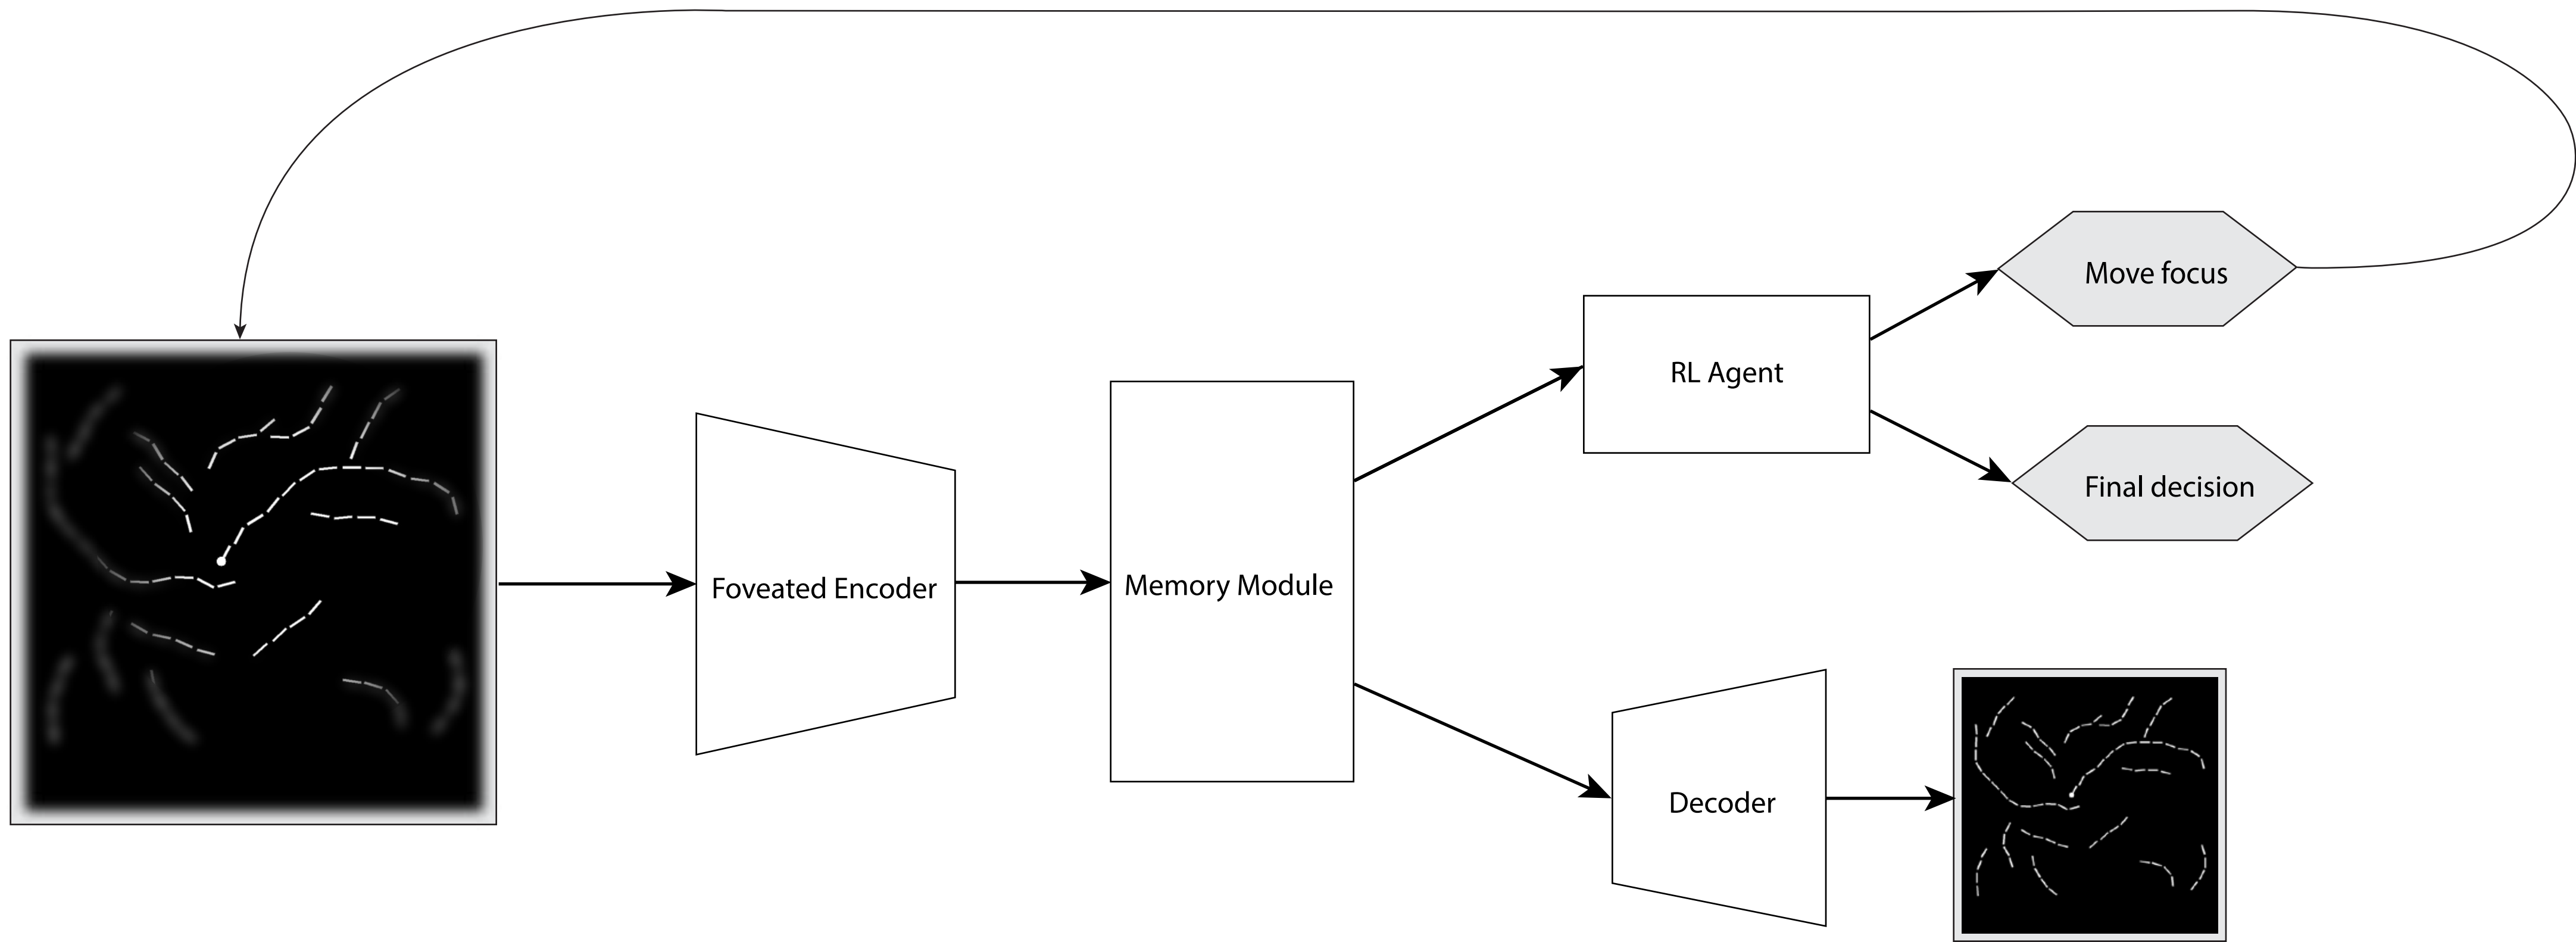 Move focus
RL Agent
Final decision
Foveated Encoder
Memory Module
Decoder